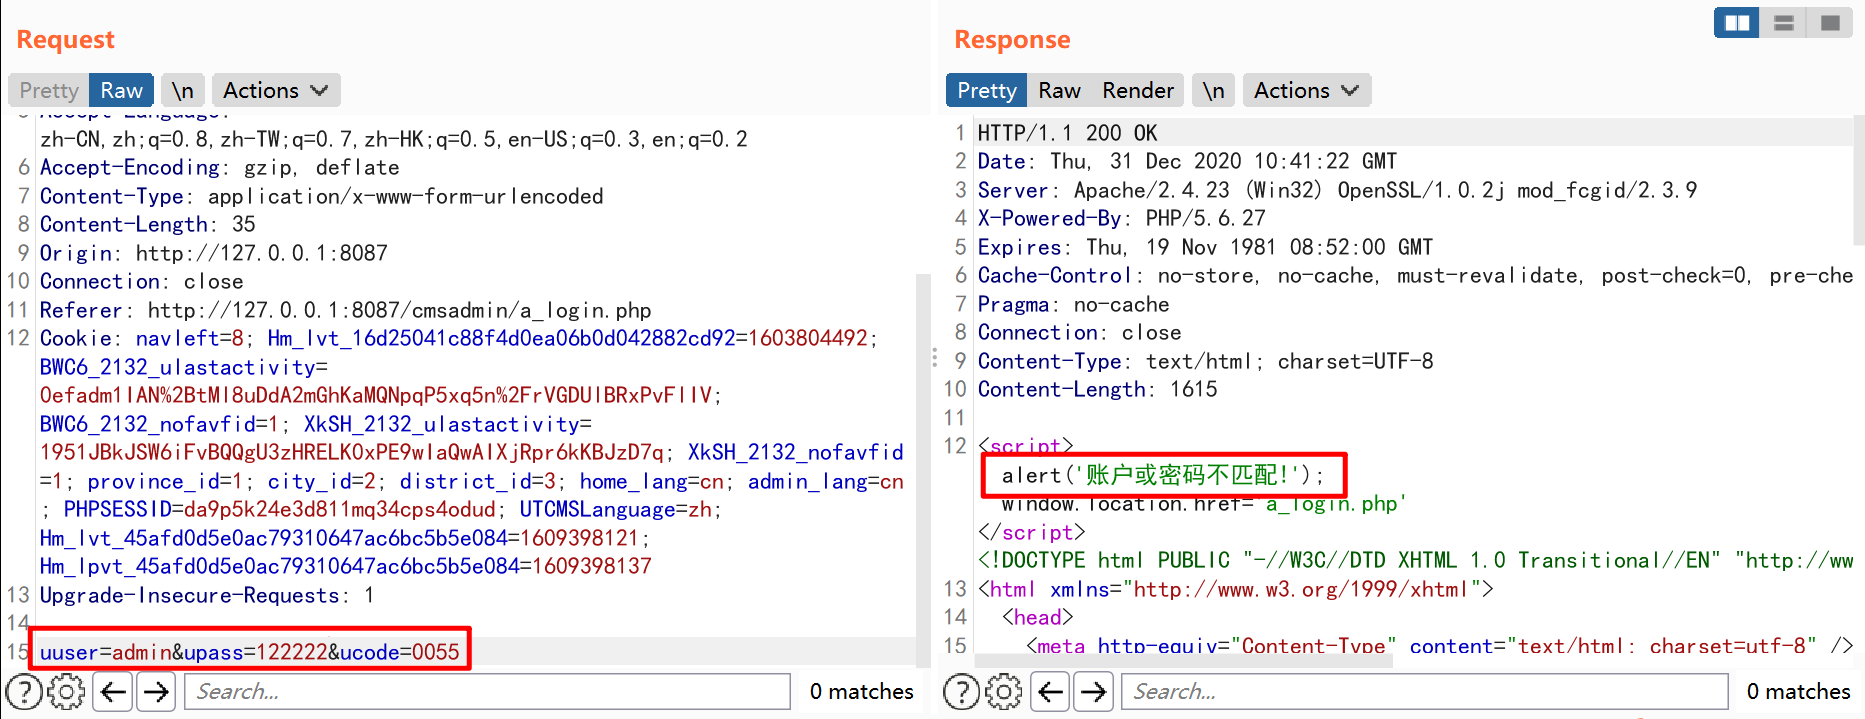 Request
Pretty Raw \n Actions
5 Accept-Language:
zh-CN,zh;q=0.8,zh-TW;q=0.7,zh-HK;q=0.5,en-US;q=0.3,en;q=0.2
6 Accept-Encoding: gzip, deflate
7 Content-Type: application/x-www-form-urlencoded
8 Content-Length: 35
9 Origin: http://127.0.0.1:8087
10 Connection: close
11 Referer: http://127.0.0.1:8087/cmsadmin/a_login.php
12 Cookie: navleft=8; Hm_lvt_16d25041c88f4d0ea06b0d042882cd92=1603804492;
BWC6_2132_ulastactivity=
0efadm1IAN%2BtMl8uDdA2mGhKaMQNpqP5xq5n%2FrVGDUlBRxPvFlIV;
BWC6_2132_nofavfid=1; XkSH_2132_ulastactivity=
1951JBkJSW6iFvBQQgU3zHRELK0xPE9wIaQwAIXjRpr6kKBJzD7q; XkSH_2132_nofavfid
=1; province_id=1; city_id=2; district_id=3; home_lang=cn; admin_lang=cn
; PHPSESSID=da9p5k24e3d811mq34cps4odud; UTCMSLanguage=zh;
Hm_lvt_45afd0d5e0ac79310647ac6bc5b5e084=1609398121;
Hm_lpvt_45afd0d5e0ac79310647ac6bc5b5e084=1609398137
13 Upgrade-Insecure-Requests: 1
14
15 uuser=admin&upass=122222&ucode=0055
Search... 0 matches
Response
Pretty Raw Render \n Actions
1 HTTP/1.1 200 OK
2 Date: Thu, 31 Dec 2020 10:41:22 GMT
3 Server: Apache/2.4.23 (Win32) OpenSSL/1.0.2j mod_fcgid/2.3.9
4 X-Powered-By: PHP/5.6.27
5 Expires: Thu, 19 Nov 1981 08:52:00 GMT
6 Cache-Control: no-store, no-cache, must-revalidate, post-check=0, pre-che
7 Pragma: no-cache
8 Connection: close
9 Content-Type: text/html; charset=UTF-8
10 Content-Length: 1615
11
12 <script>
alert('账户或密码不匹配!');
window.location.href='a_login.php'
</script>
<!DOCTYPE html PUBLIC "-//W3C//DTD XHTML 1.0 Transitional//EN" "http://ww
13 <html xmlns="http://www.w3.org/1999/xhtml">
14 <head>
15 <meta http-equiv="Content-Type" content="text/html; charset=utf-8" />
Search... 0 matches